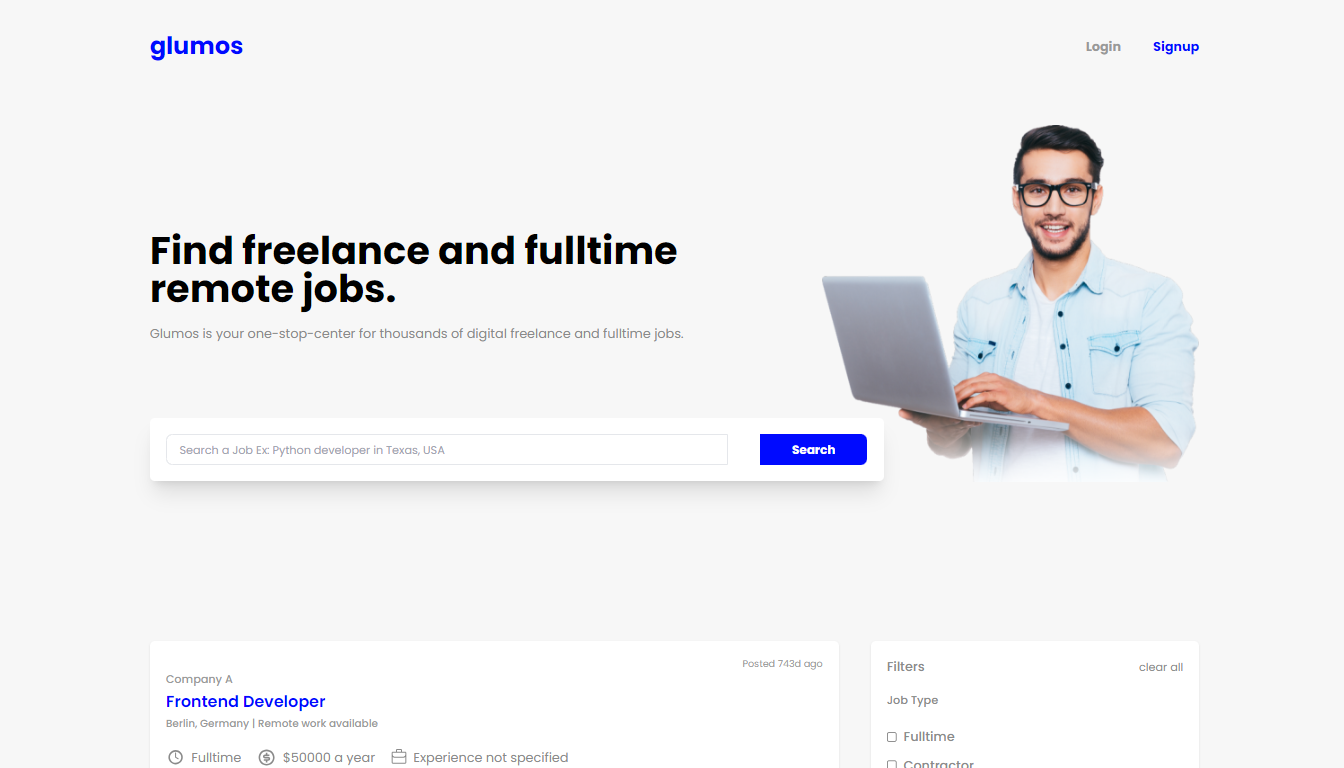 glumos
Login
Signup
Find freelance and fulltime
remote jobs.
Glumos is your one-stop-center for thousands of digital freelance and fulltime jobs.
Search a Job Ex: Python developer in Texas, USA
Search
Posted 743d ago
Company A
Frontend Developer
Berlin, Germany | Remote work available
Fulltime
$50000 a year
Experience not specified
Filters
clear all
Job Type
Fulltime
Contractor